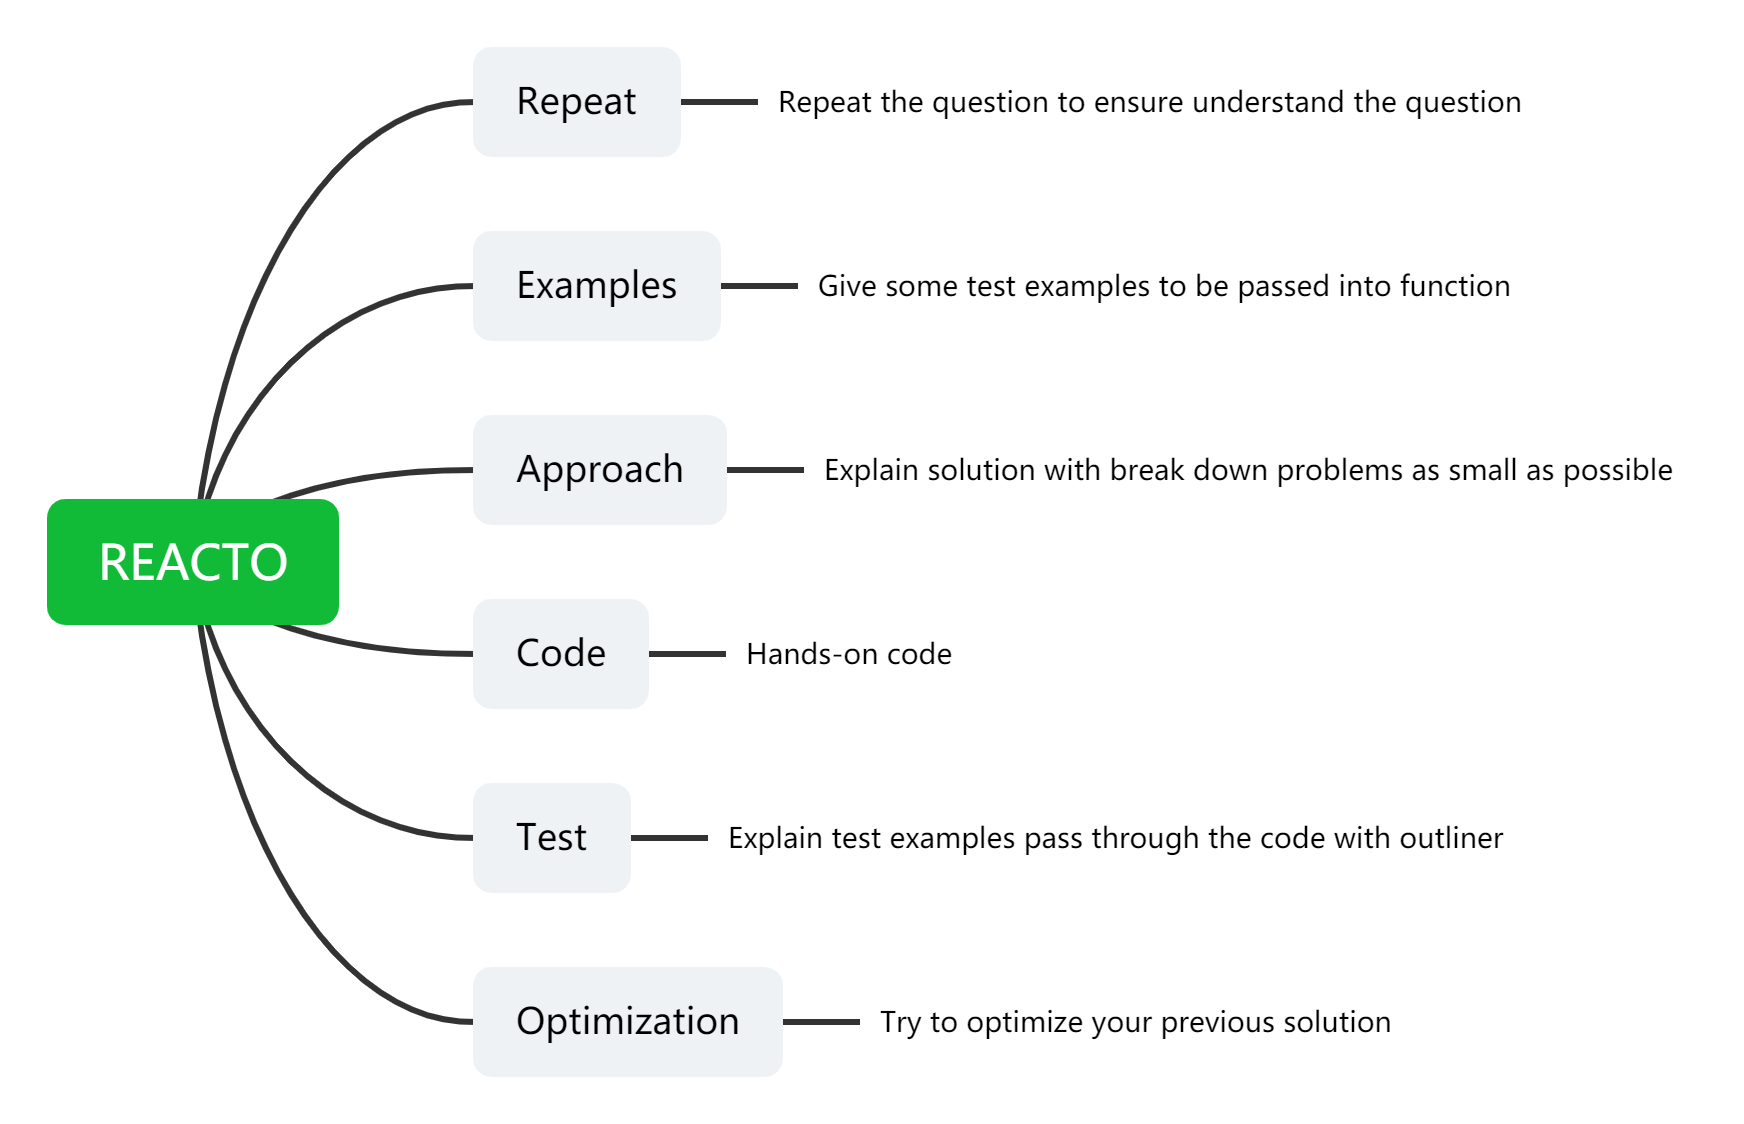 Repeat
Repeat the question to ensure understand the question
Examples
Give some test examples to be passed into function
Approach
Explain solution with break down problems as small as possible
REACTO
Code
Hands-on code
Test
Explain test examples pass through the code with outliner
Optimization
Try to optimize your previous solution